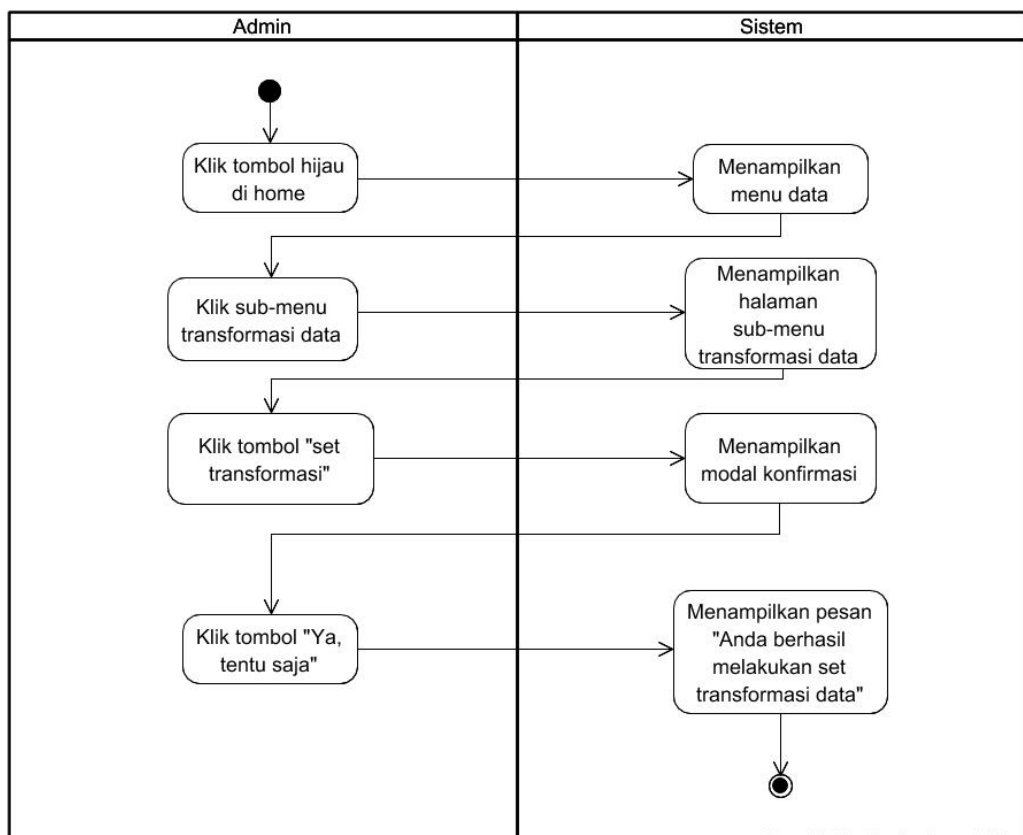 Admin
Sistem
Klik tombol hijau
di home
Menampilkan
menu data
Klik sub-menu
transformasi data
Menampilkan
halaman
sub-menu
transformasi data
Klik tombol "set
transformasi"
Menampilkan
modal konfirmasi
Klik tombol "Ya,
tentu saja"
Menampilkan pesan
"Anda berhasil
melakukan set
transformasi data"